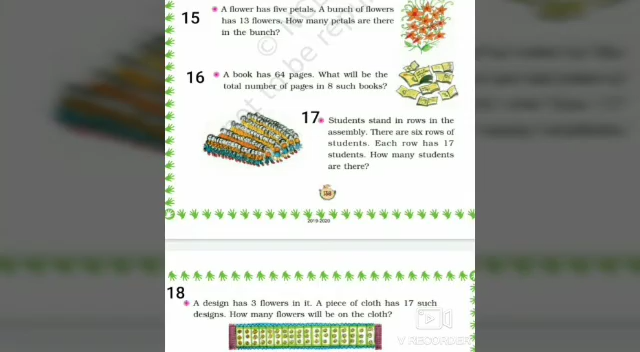 15
A flower has five petals. A bunch of flowers
has 13 flowers. How many petals are there
in the bunch?
16
A book has 64 pages. What will be the
total number of pages in 8 such books?
17
Students stand in rows in the
assembly. There are six rows of
students. Each row has 17
students. How many students
are there?
2019-2020
18
A design has 3 flowers in it. A piece of cloth has 17 such
designs. How many flowers will be on the cloth?
V RECORDER